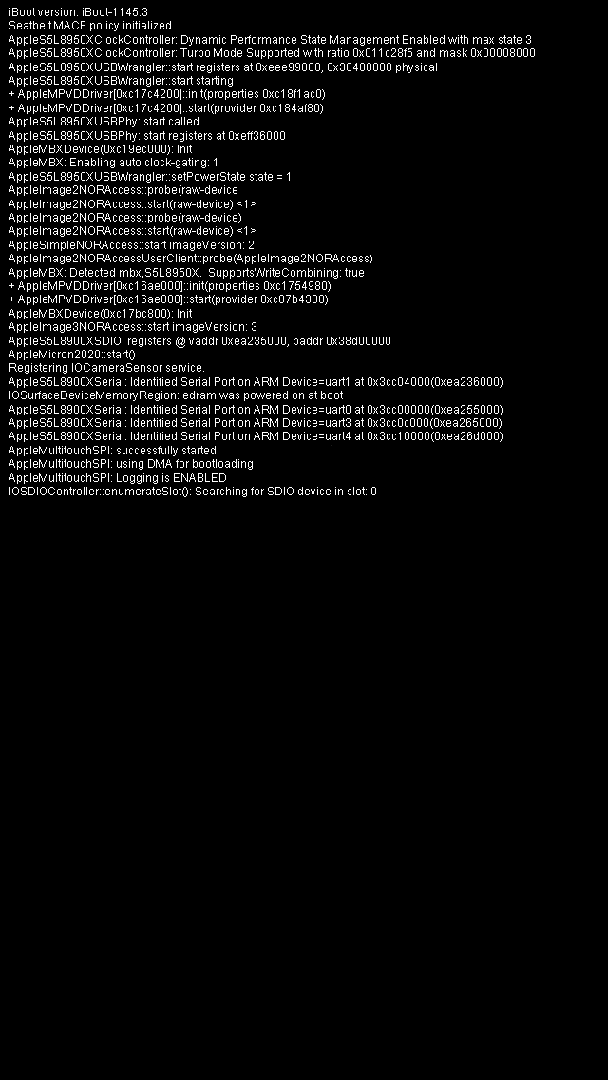 iBoot version: iBoot-1145.3
Seatbelt MACF policy initialized
AppleS5L8950XClockController: Dynamic Performance State Management Enabled with max state 3
AppleS5L8950XClockController: Turbo Mode Supported with ratio and mask 0x00008000
AppleS5L8950XUSBWrangler::start registers at 0xeee99000, 0x30400000 physical
AppleS5L8950XUSBWrangler::start starting
+ AppleMPVDDriver[0xc17c4200]::init(properties 0xc18f1ac0)
+ AppleMPVDDriver[0xc17c4200]::start(provider 0xc184af80)
AppleS5L8950XUSBPhy: start called
AppleS5L8950XUSBPhy: start registers at 0xeff36000
AppleMBXDevice(0xc19ec000): Init
AppleMBX: Enabling auto clock-gating: 1
AppleS5L8950XUSBWrangler::setPowerState state = 1
AppleImage2NORAccess::probe(raw-device
AppleImage2NORAccess::start(raw-device) <1>
AppleImage2NORAccess::probe(raw-device)
AppleImage2NORAccess::start(raw-device) <1>
AppleSimpleNORAccess::start imageVersion: 2
AppleImage2NORAccessUserClient::probe(AppleImage2NORAccess)
AppleMBX: Detected mbx,S5L8950X. SupportsWriteCombining: true
+ AppleMPVDDriver[0xc16ae000]::init(properties 0xc1754980)
+ AppleMPVDDriver[0xc16ae000]::start(provider 0xc07b4000)
AppleMBXDevice(0xc17bc800): Init
AppleImage3NORAccess::start imageVersion: 3
AppleS5L8900XSDIO registers @ vaddr 0xea235000, paddr 0x38d00000
AppleMicron2020::start()
Registering IOCameraSensor service.
AppleS5L8900XSerial: Identified Serial Port on ARM Device=uart1 at 0x3cc04000(0xea236000)
IOSurfaceDeviceMemoryRegion: edram was powered on at boot
AppleS5L8900XSerial: Identified Serial Port on ARM Device=uart0 at 0x3cc00000(0xea255000)
AppleS5L8900XSerial: Identified Serial Port on ARM Device=uart3 at 0x3cc0c000(0xea265000)
AppleS5L8900XSerial: Identified Serial Port on ARM Device=uart4 at 0x3cc10000(0xea26d000)
AppleMultitouchSPI: successfully started
AppleMultitouchSPI: using DMA for bootloading
AppleMultitouchSPI: Logging is ENABLED
IOSDIOController::enumerateSlot(): Searching for SDIO device in slot: 0